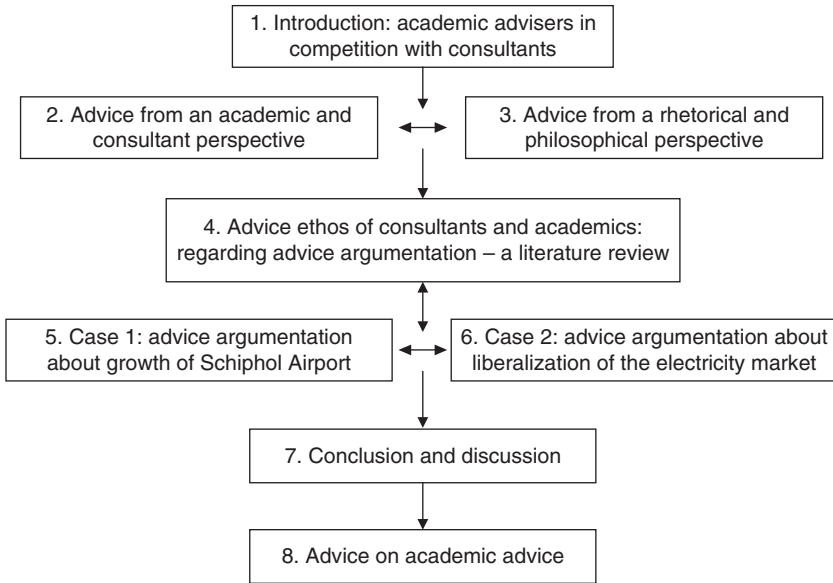 1. Introduction: academic advisers in
competition with consultants
2. Advice from an academic and
consultant perspective
3. Advice from a rhetorical and
philosophical perspective
4. Advice ethos of consultants and academics:
regarding advice argumentation – a literature review
5. Case 1: advice argumentation
about growth of Schiphol Airport
6. Case 2: advice argumentation about
liberalization of the electricity market
7. Conclusion and discussion
8. Advice on academic advice